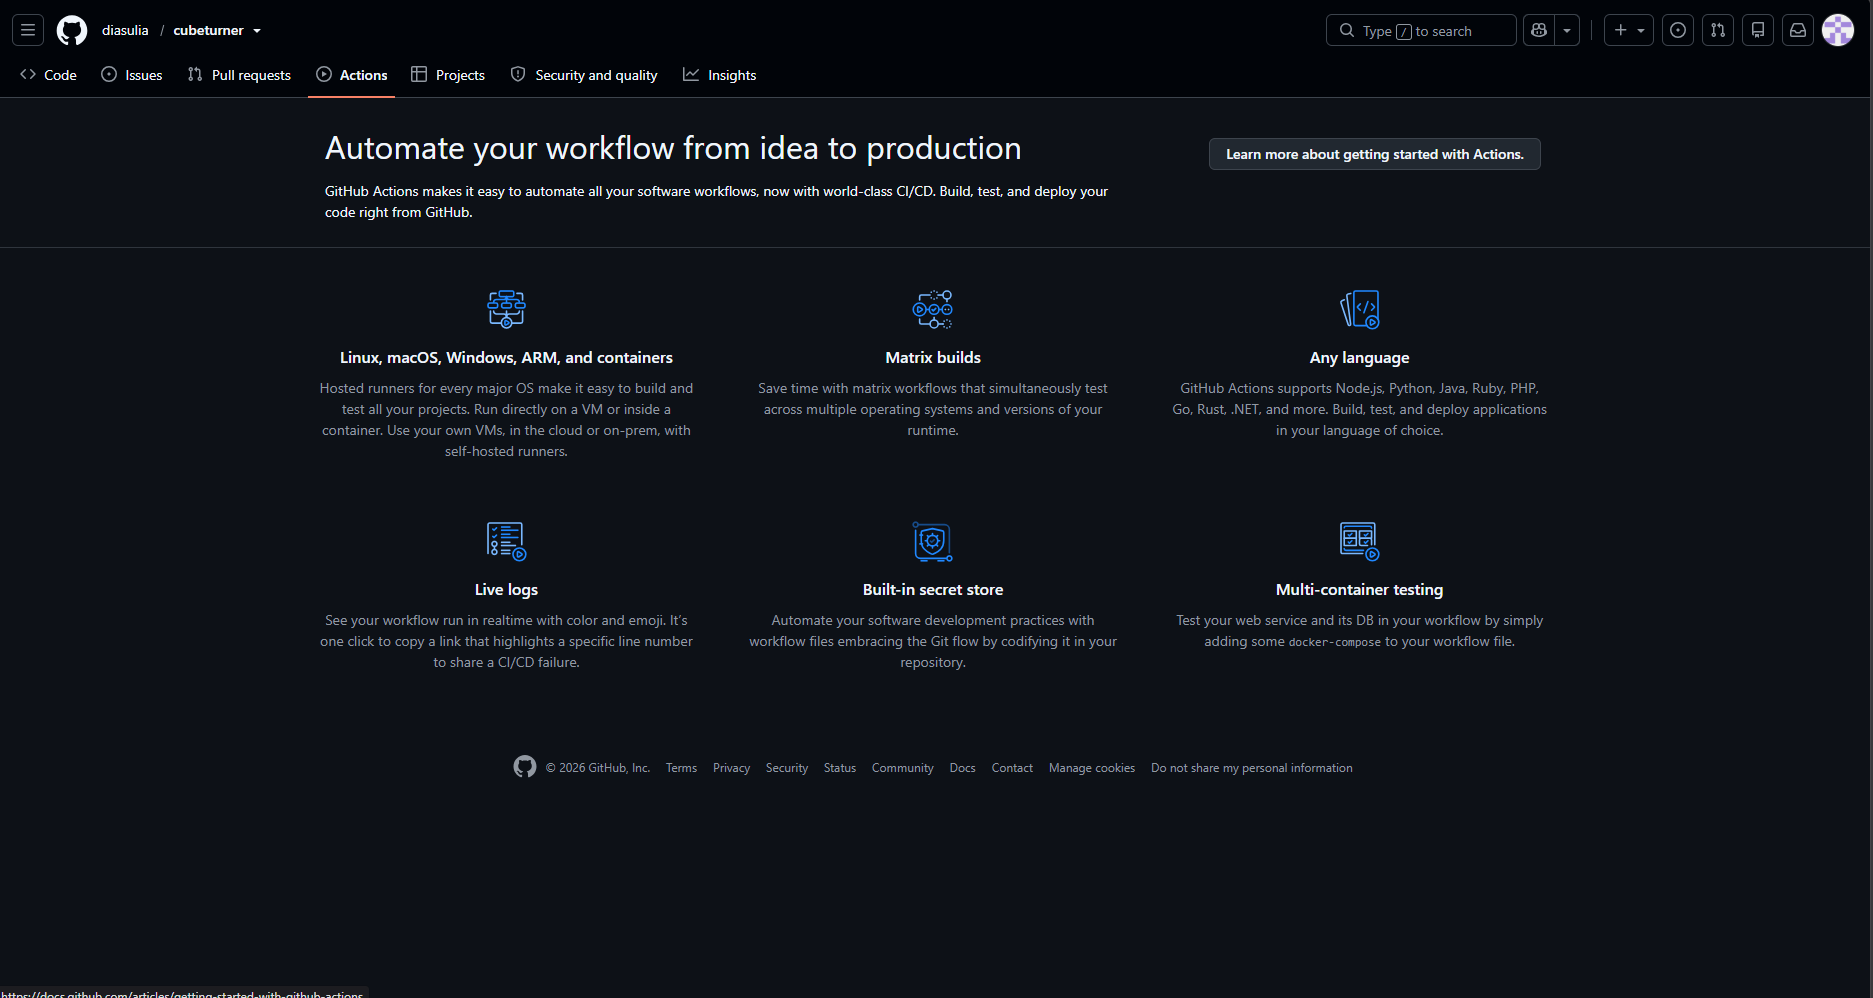 diasulia / cubeturner
Type / to search
Code
Issues
Pull requests
Actions
Projects
Security and quality
Insights
Automate your workflow from idea to production
GitHub Actions makes it easy to automate all your software workflows, now with world-class CI/CD. Build, test, and deploy your
code right from GitHub.
Learn more about getting started with Actions.
Linux, macOS, Windows, ARM, and containers
Hosted runners for every major OS make it easy to build and
test all your projects. Run directly on a VM or inside a
container. Use your own VMs, in the cloud or on-prem, with
self-hosted runners.
Matrix builds
Save time with matrix workflows that simultaneously test
across multiple operating systems and versions of your
runtime.
Any language
GitHub Actions supports Node.js, Python, Java, Ruby, PHP,
Go, Rust, .NET, and more. Build, test, and deploy applications
in your language of choice.
Live logs
See your workflow run in realtime with color and emoji. It's
one click to copy a link that highlights a specific line number
to share a CI/CD failure.
Built-in secret store
Automate your software development practices with
workflow files embracing the Git flow by codifying it in your
repository.
Multi-container testing
Test your web service and its DB in your workflow by simply
adding some docker-compose to your workflow file.
© 2026 GitHub, Inc.
Terms
Privacy
Security
Status
Community
Docs
Contact
Manage cookies
Do not share my personal information
https://docs.github.com/articles/getting-started-with-github-actions